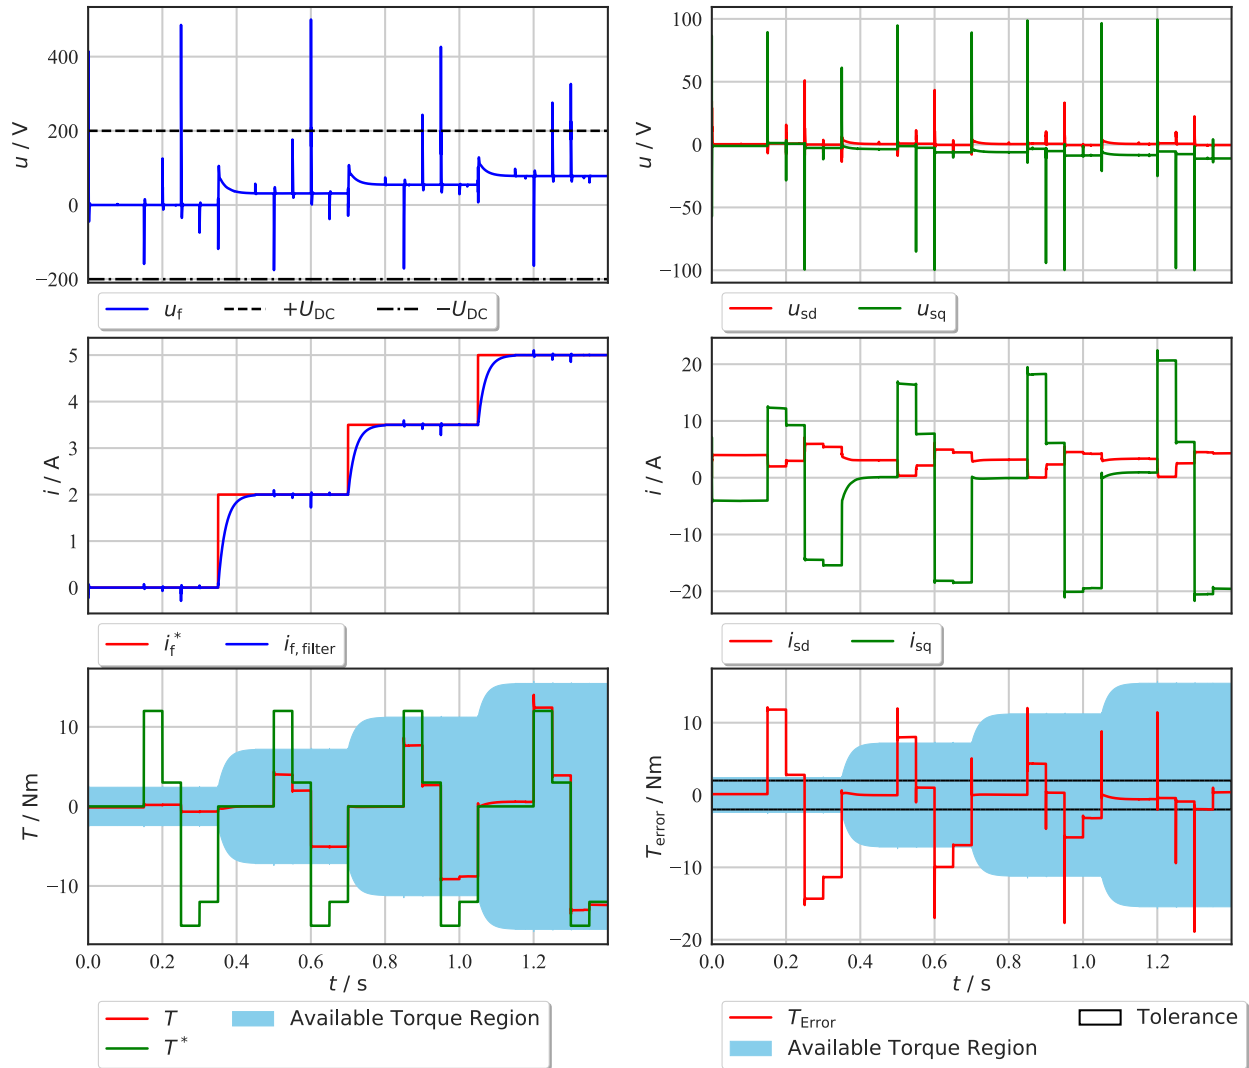 400
200
0
−200
u / V
u_f
+U_DC
−U_DC
100
50
0
−50
−100
u / V
u_sd
u_sq
5
4
3
2
1
0
i / A
i_f^*
i_f, filter
20
10
0
−10
−20
i / A
i_sd
i_sq
10
0
−10
T / Nm
0.0 0.2 0.4 0.6 0.8 1.0 1.2
t / s
T
Available Torque Region
T^*
10
0
−10
−20
T_error / Nm
0.0 0.2 0.4 0.6 0.8 1.0 1.2
t / s
T_Error
Tolerance
Available Torque Region